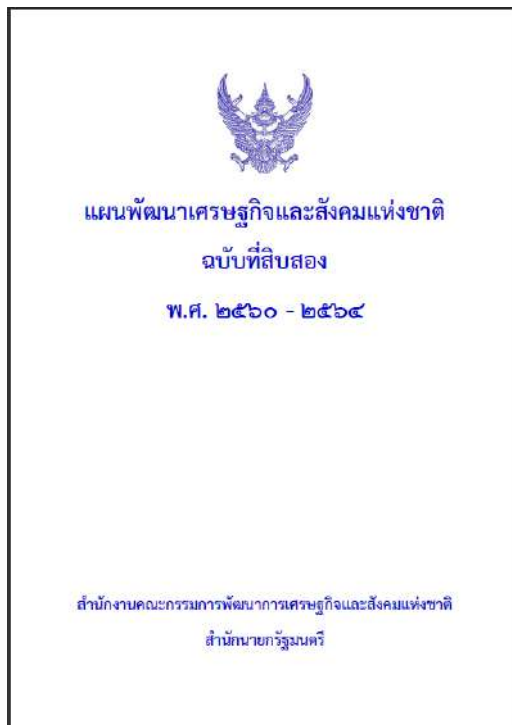 แผนพัฒนาเศรษฐกิจและสังคมแห่งชาติ
ฉบับที่สิบสอง
พ.ศ. ๒๕๖๐ - ๒๕๖๔
สำนักงานคณะกรรมการพัฒนาการเศรษฐกิจและสังคมแห่งชาติ
สำนักนายกรัฐมนตรี